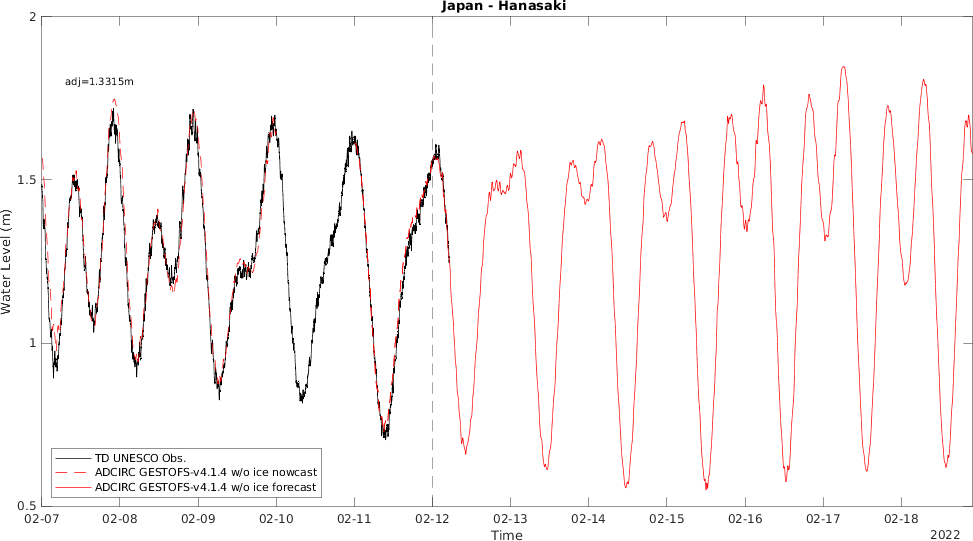 Japan - Hanasaki
2
adj=1.3315m
1.5
Water Level (m)
1
TD UNESCO Obs.
ADCIRC GESTOFS-v4.1.4 w/o ice nowcast
ADCIRC GESTOFS-v4.1.4 w/o ice forecast
0.5
02-07 02-08 02-09 02-10 02-11 02-12 02-13 02-14 02-15 02-16 02-17 02-18
Time
2022